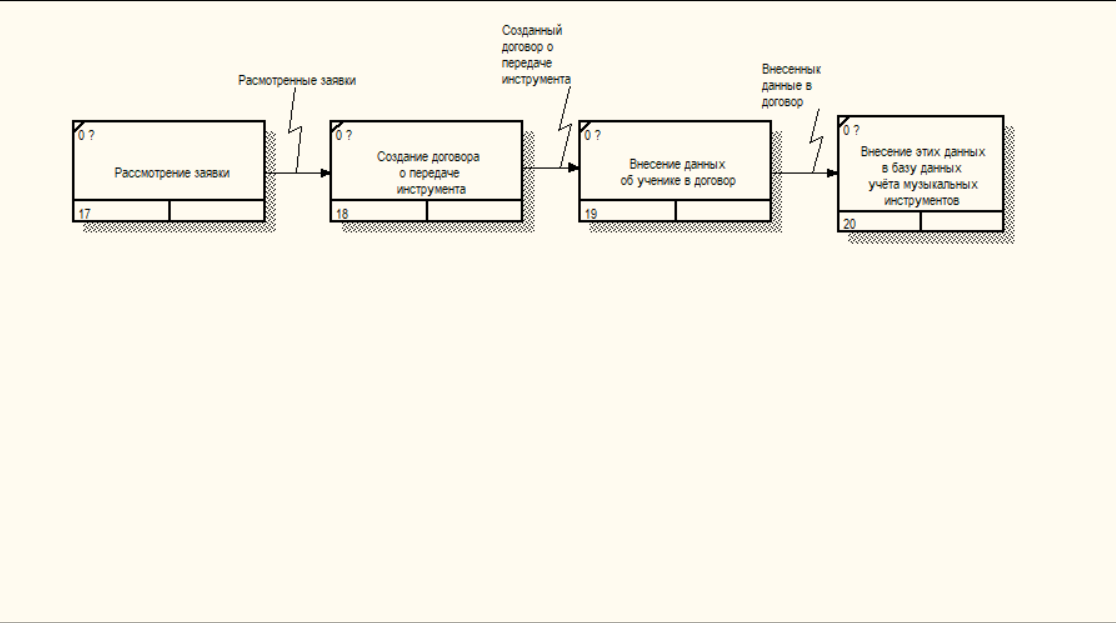 Созданный
договор о
передаче
инструмента
Расмотренные заявки
Внесеннык
данные в
договор
0 ?
Рассмотрение заявки
17
0 ?
Создание договора
о передаче
инструмента
18
0 ?
Внесение данных
об ученике в договор
19
0 ?
Внесение этих данных
в базу данных
учёта музыкальных
инструментов
20